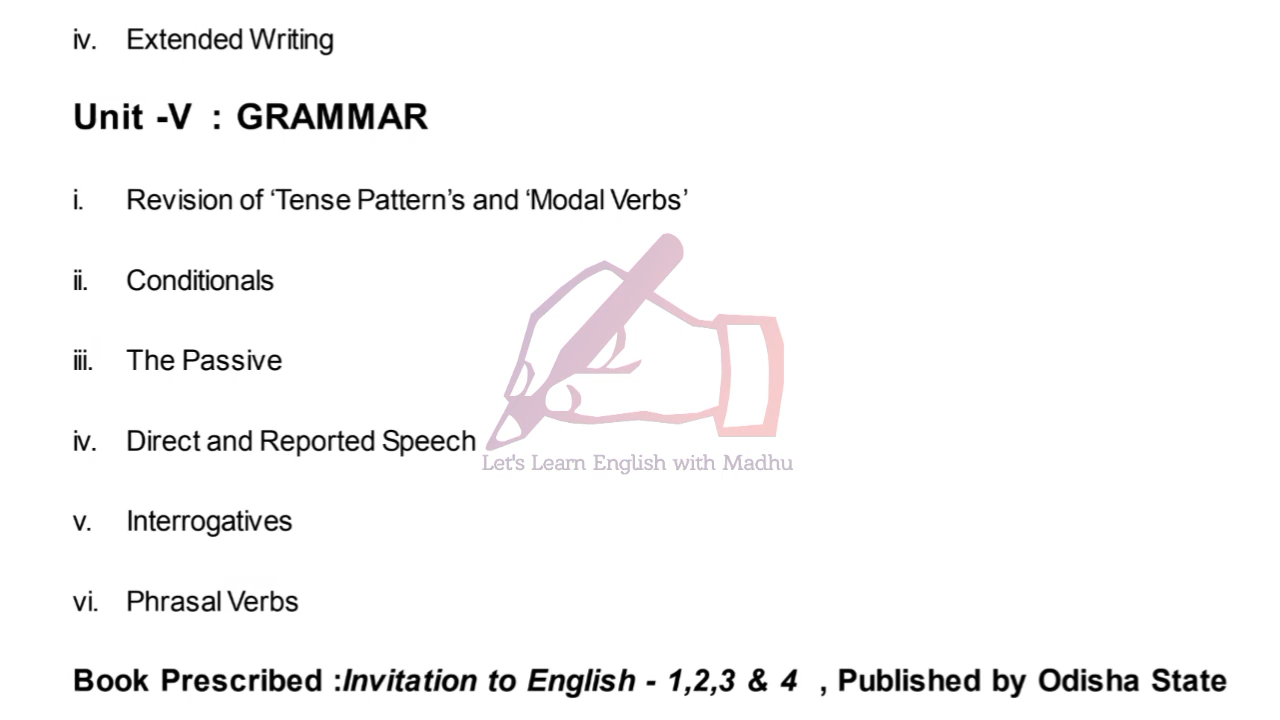 iv. Extended Writing
Unit -V : GRAMMAR
i. Revision of ‘Tense Pattern’s and ‘Modal Verbs’
ii. Conditionals
iii. The Passive
iv. Direct and Reported Speech
Let's Learn English with Madhu
v. Interrogatives
vi. Phrasal Verbs
Book Prescribed :Invitation to English - 1,2,3 & 4 , Published by Odisha State